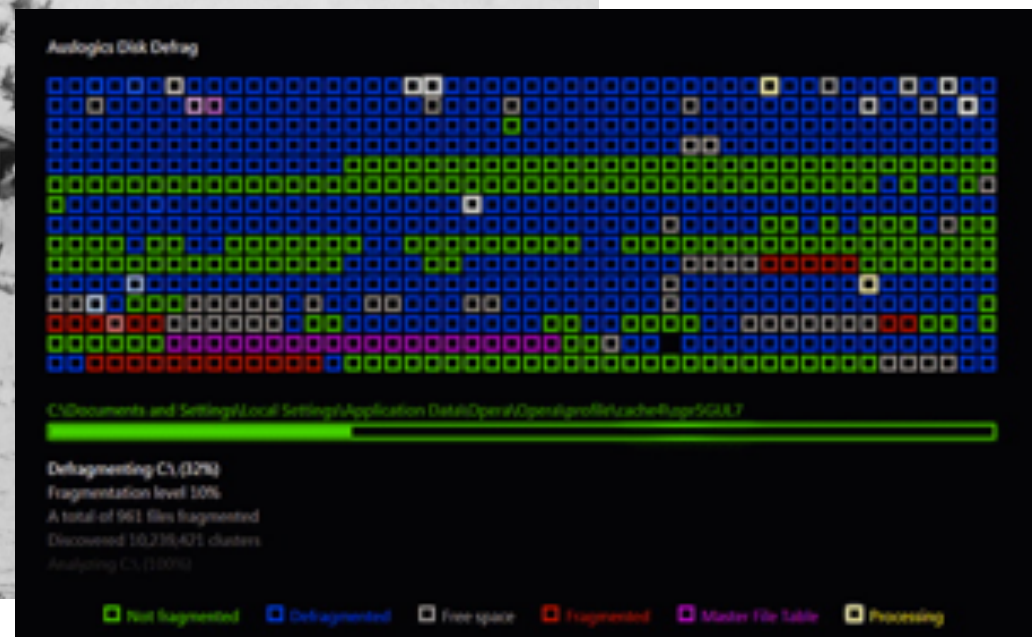 Auslogics Disk Defrag
C:\Documents and Settings\Local Settings\Application Data\Opera\Opera\profile\cache4\opr5GUL7
Defragmenting C:\ (32%)
Fragmentation level 10%
A total of 961 files fragmented
Discovered 10,239,421 clusters
Analyzing C:\ (100%)
Not fragmented Defragmented Free space Fragmented Master File Table Processing